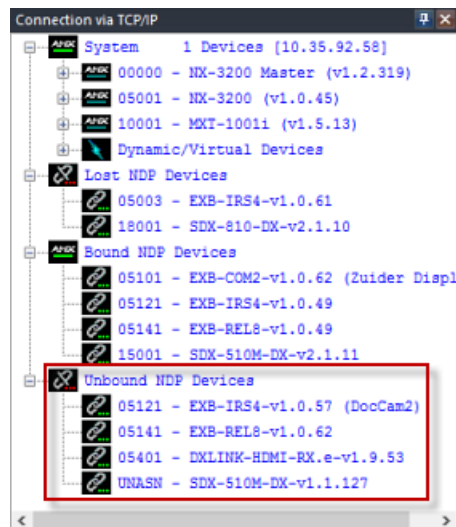 Connection via TCP/IP
AMX System 1 Devices [10.35.92.58]
AMX 00000 - NX-3200 Master (v1.2.319)
AMX 05001 - NX-3200 (v1.0.45)
AMX 10001 - MXT-1001i (v1.5.13)
Dynamic/Virtual Devices
Lost NDP Devices
05003 - EXB-IRS4-v1.0.61
18001 - SDX-810-DX-v2.1.10
AMX Bound NDP Devices
05101 - EXB-COM2-v1.0.62 (Zuider Displ
05121 - EXB-IRS4-v1.0.49
05141 - EXB-REL8-v1.0.49
15001 - SDX-510M-DX-v2.1.11
Unbound NDP Devices
05121 - EXB-IRS4-v1.0.57 (DocCam2)
05141 - EXB-REL8-v1.0.62
05401 - DXLINK-HDMI-RX.e-v1.9.53
UNASN - SDX-510M-DX-v1.1.127